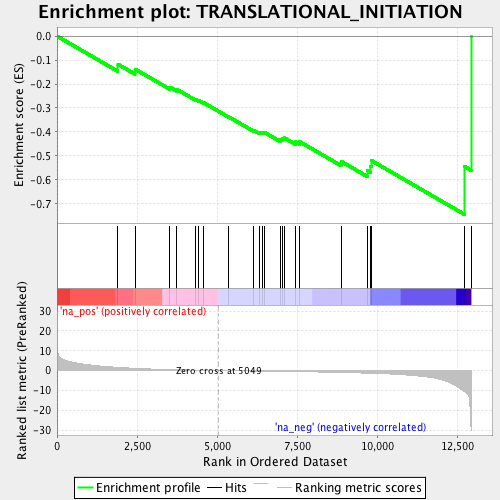 Enrichment plot: TRANSLATIONAL_INITIATION
Enrichment score (ES)
0.0
-0.1
-0.2
-0.3
-0.4
-0.5
-0.6
-0.7
Ranked list metric (PreRanked)
30
20
10
0
-10
-20
-30
'na_pos' (positively correlated)
Zero cross at 5049
'na_neg' (negatively correlated)
0
2,500
5,000
7,500
10,000
12,500
Rank in Ordered Dataset
Enrichment profile
Hits
Ranking metric scores